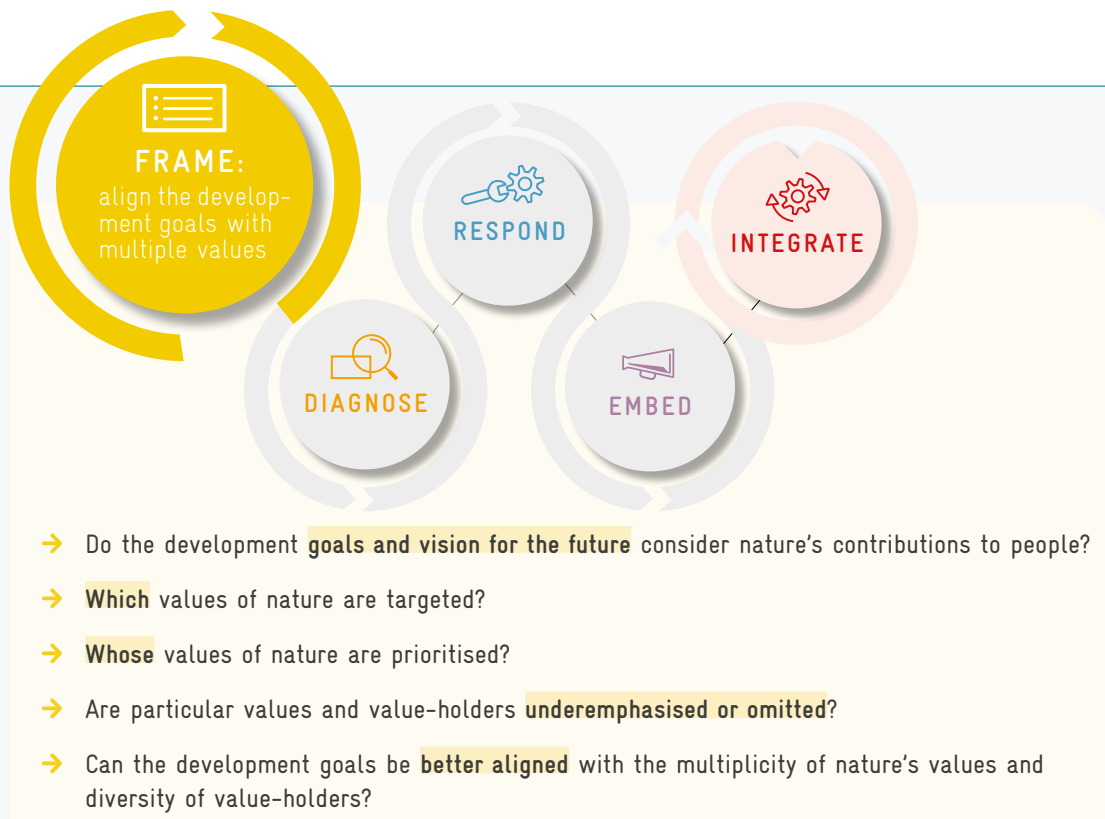 FRAME:
align the develop-
ment goals with
multiple values
RESPOND
INTEGRATE
DIAGNOSE
EMBED
→ Do the development goals and vision for the future consider nature's contributions to people?
→ Which values of nature are targeted?
→ Whose values of nature are prioritised?
→ Are particular values and value-holders underemphasised or omitted?
→ Can the development goals be better aligned with the multiplicity of nature's values and
diversity of value-holders?